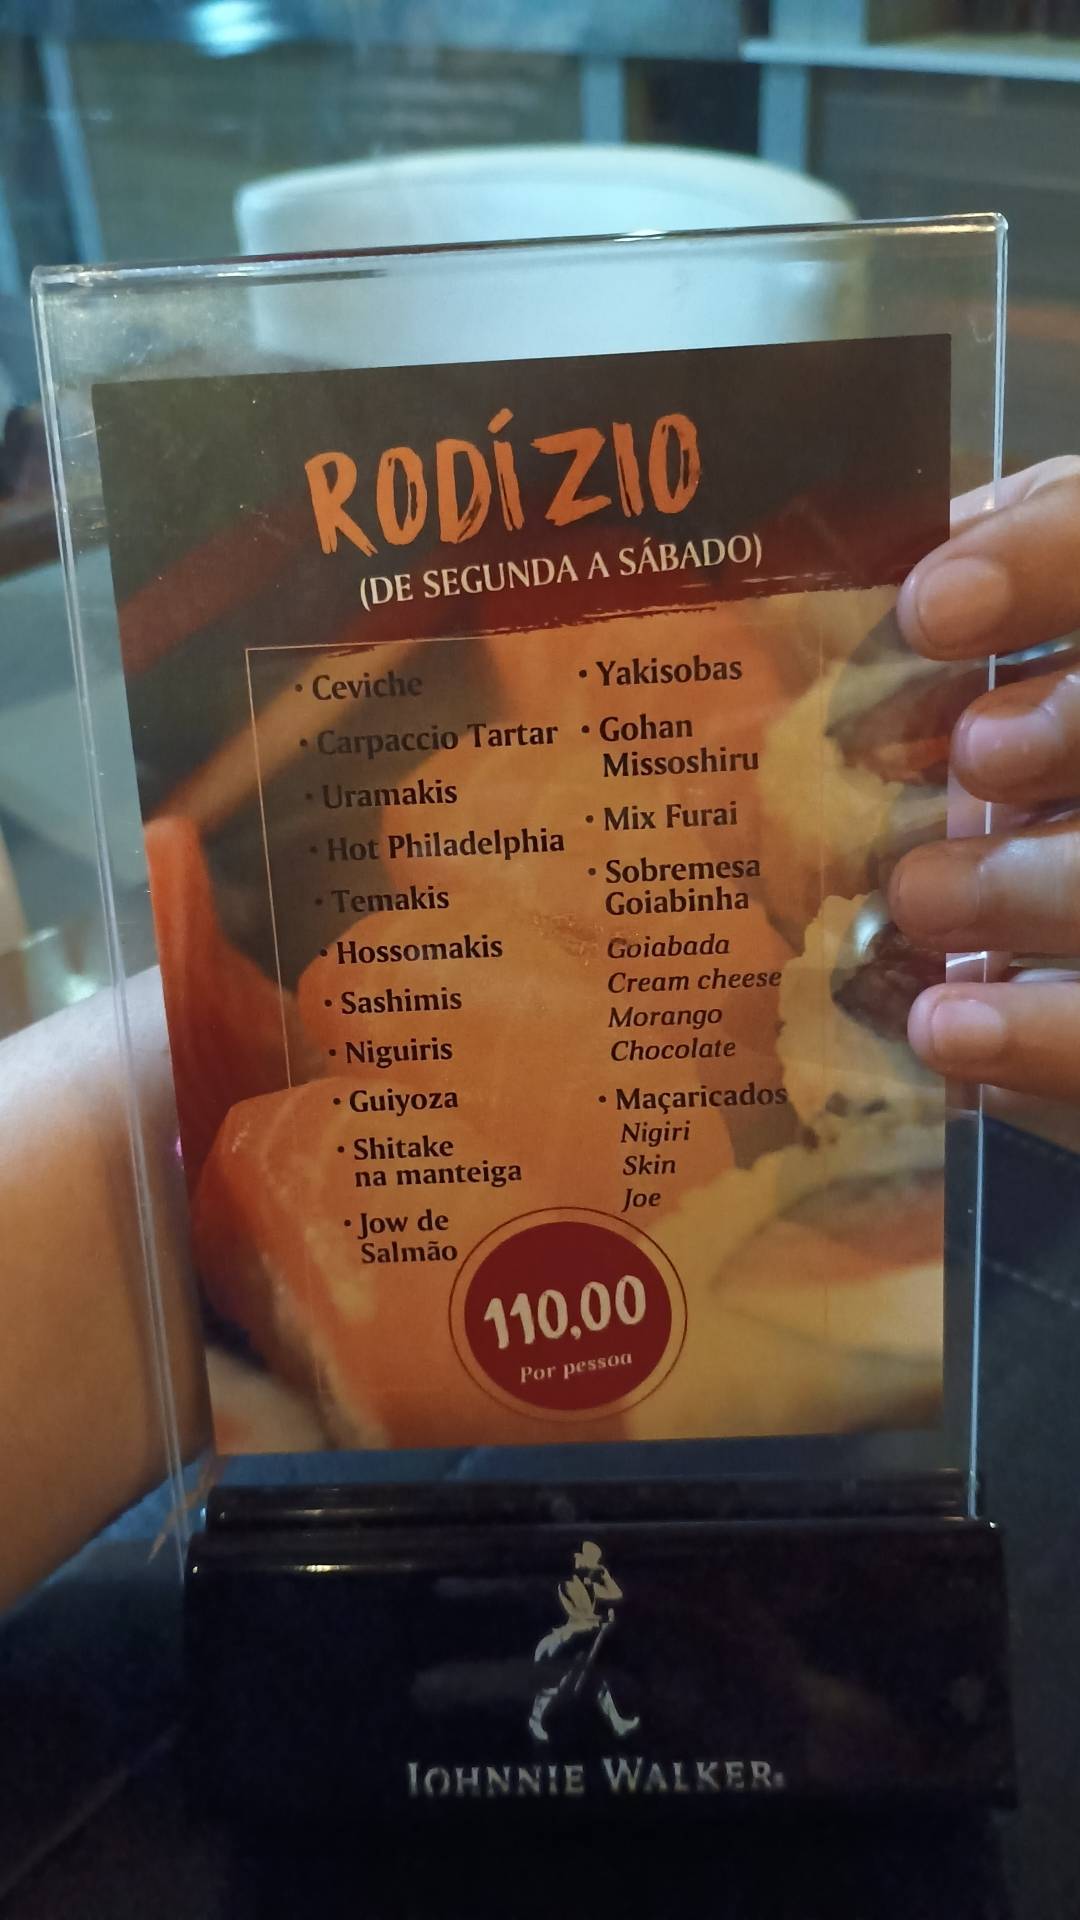 RODÍZIO
(DE SEGUNDA A SÁBADO)
• Ceviche
• Carpaccio Tartar
• Uramakis
• Hot Philadelphia
• Temakis
• Hossomakis
• Sashimis
• Niguiris
• Guiyoza
• Shitake
na manteiga
• Jow de
Salmão
• Yakisobas
• Gohan
Missoshiru
• Mix Furai
• Sobremesa
Goiabinha
Goiabada
Cream cheese
Morango
Chocolate
• Maçaricados
Nigiri
Skin
Joe
110,00
Por pessoa
JOHNNIE WALKER®